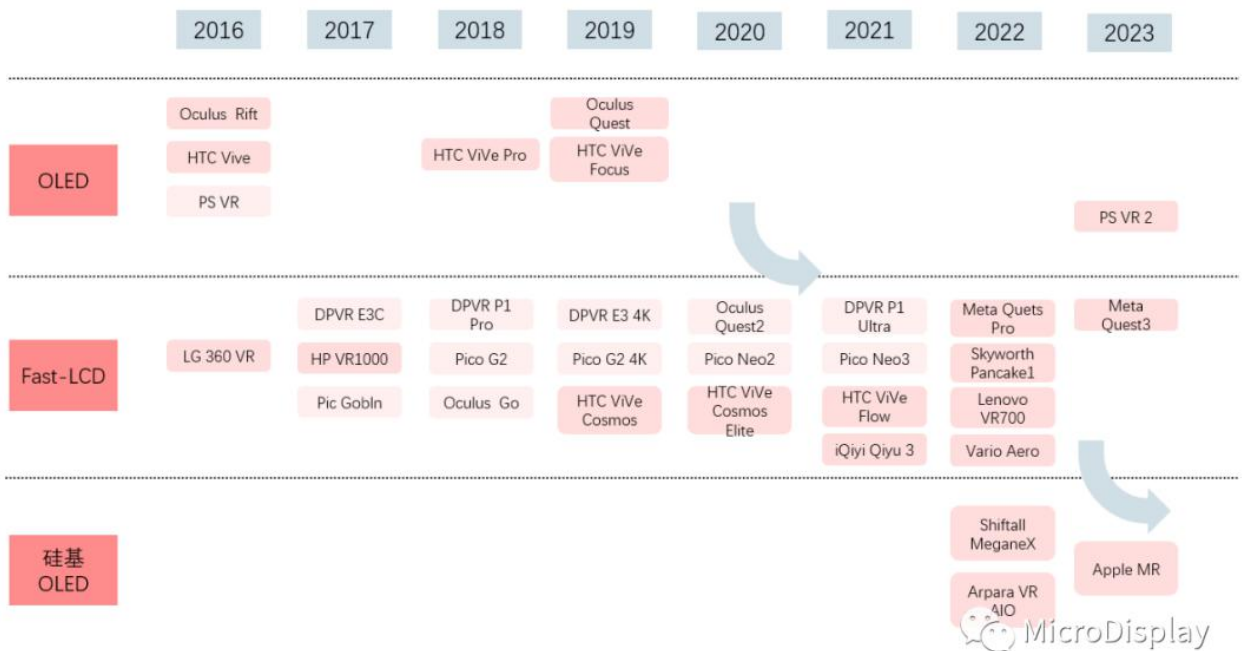 2016 2017 2018 2019 2020 2021 2022 2023
OLED
Oculus Rift
HTC Vive
PS VR
HTC ViVe Pro
Oculus
Quest
HTC ViVe
Focus
PS VR 2
Fast-LCD
LG 360 VR
DPVR E3C
HP VR1000
Pic Gobln
DPVR P1
Pro
Pico G2
Oculus Go
DPVR E3 4K
Pico G2 4K
HTC ViVe
Cosmos
Oculus
Quest2
Pico Neo2
HTC ViVe
Cosmos
Elite
DPVR P1
Ultra
Pico Neo3
HTC ViVe
Flow
iQiyi Qiyu 3
Meta Quets
Pro
Skyworth
Pancake1
Lenovo
VR700
Vario Aero
Meta
Quest3
硅基
OLED
Shiftall
MeganeX
Arpara VR
AIO
Apple MR
MicroDisplay